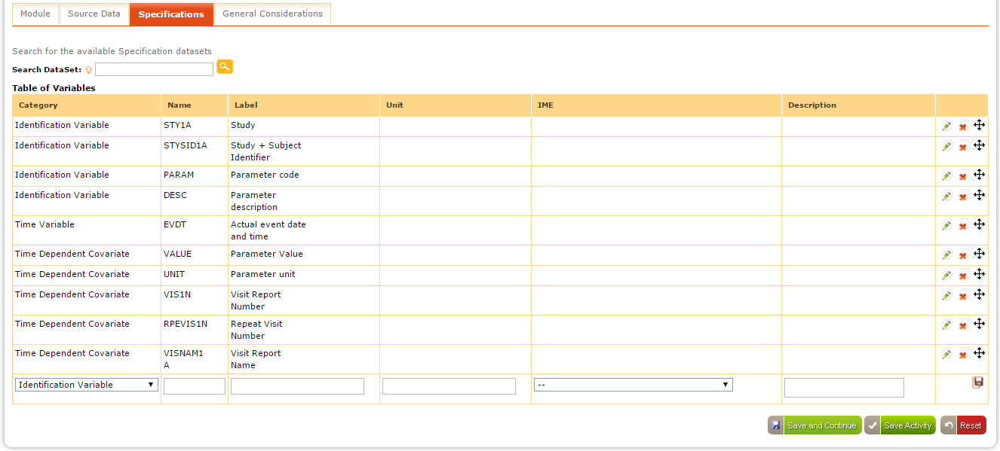 Module Source Data Specifications General Considerations
Search for the available Specification datasets
Search DataSet:
Table of Variables
Category Name Label Unit IME Description
Identification Variable STY1A Study
Identification Variable STYSID1A Study + Subject
Identifier
Identification Variable PARAM Parameter code
Identification Variable DESC Parameter
description
Time Variable EVDT Actual event date
and time
Time Dependent Covariate VALUE Parameter Value
Time Dependent Covariate UNIT Parameter unit
Time Dependent Covariate VIS1N Visit Report
Number
Time Dependent Covariate RPEVIS1N Repeat Visit
Number
Time Dependent Covariate VISNAM1 Visit Report
A Name
Identification Variable --
Save and Continue Save Activity Reset